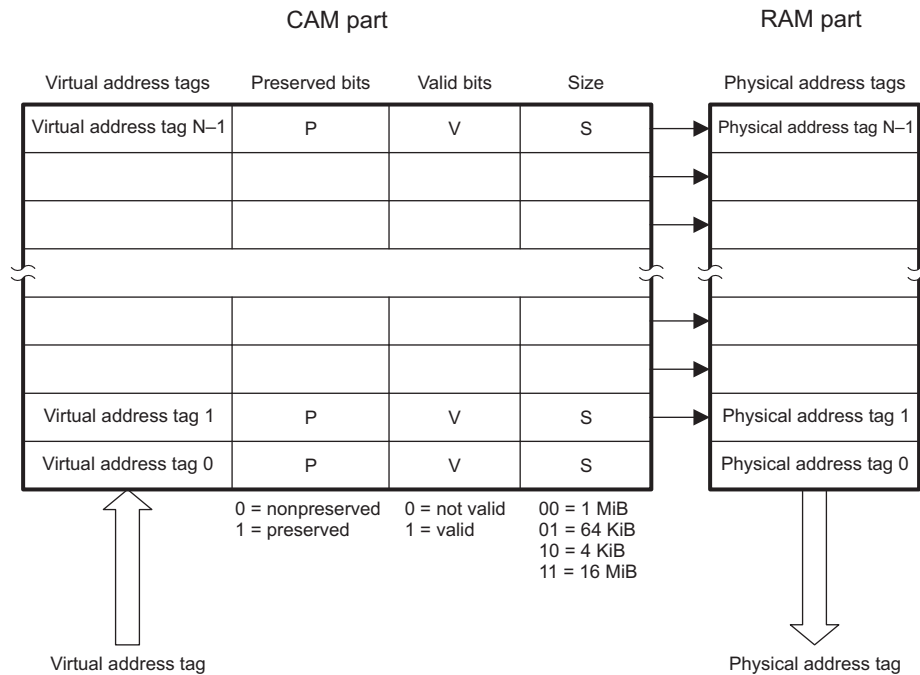 CAM part
RAM part
Virtual address tags
Preserved bits
Valid bits
Size
Physical address tags
Virtual address tag N–1
P
V
S
Physical address tag N–1
Virtual address tag 1
P
V
S
Physical address tag 1
Virtual address tag 0
P
V
S
Physical address tag 0
0 = nonpreserved
1 = preserved
0 = not valid
1 = valid
00 = 1 MiB
01 = 64 KiB
10 = 4 KiB
11 = 16 MiB
Virtual address tag
Physical address tag